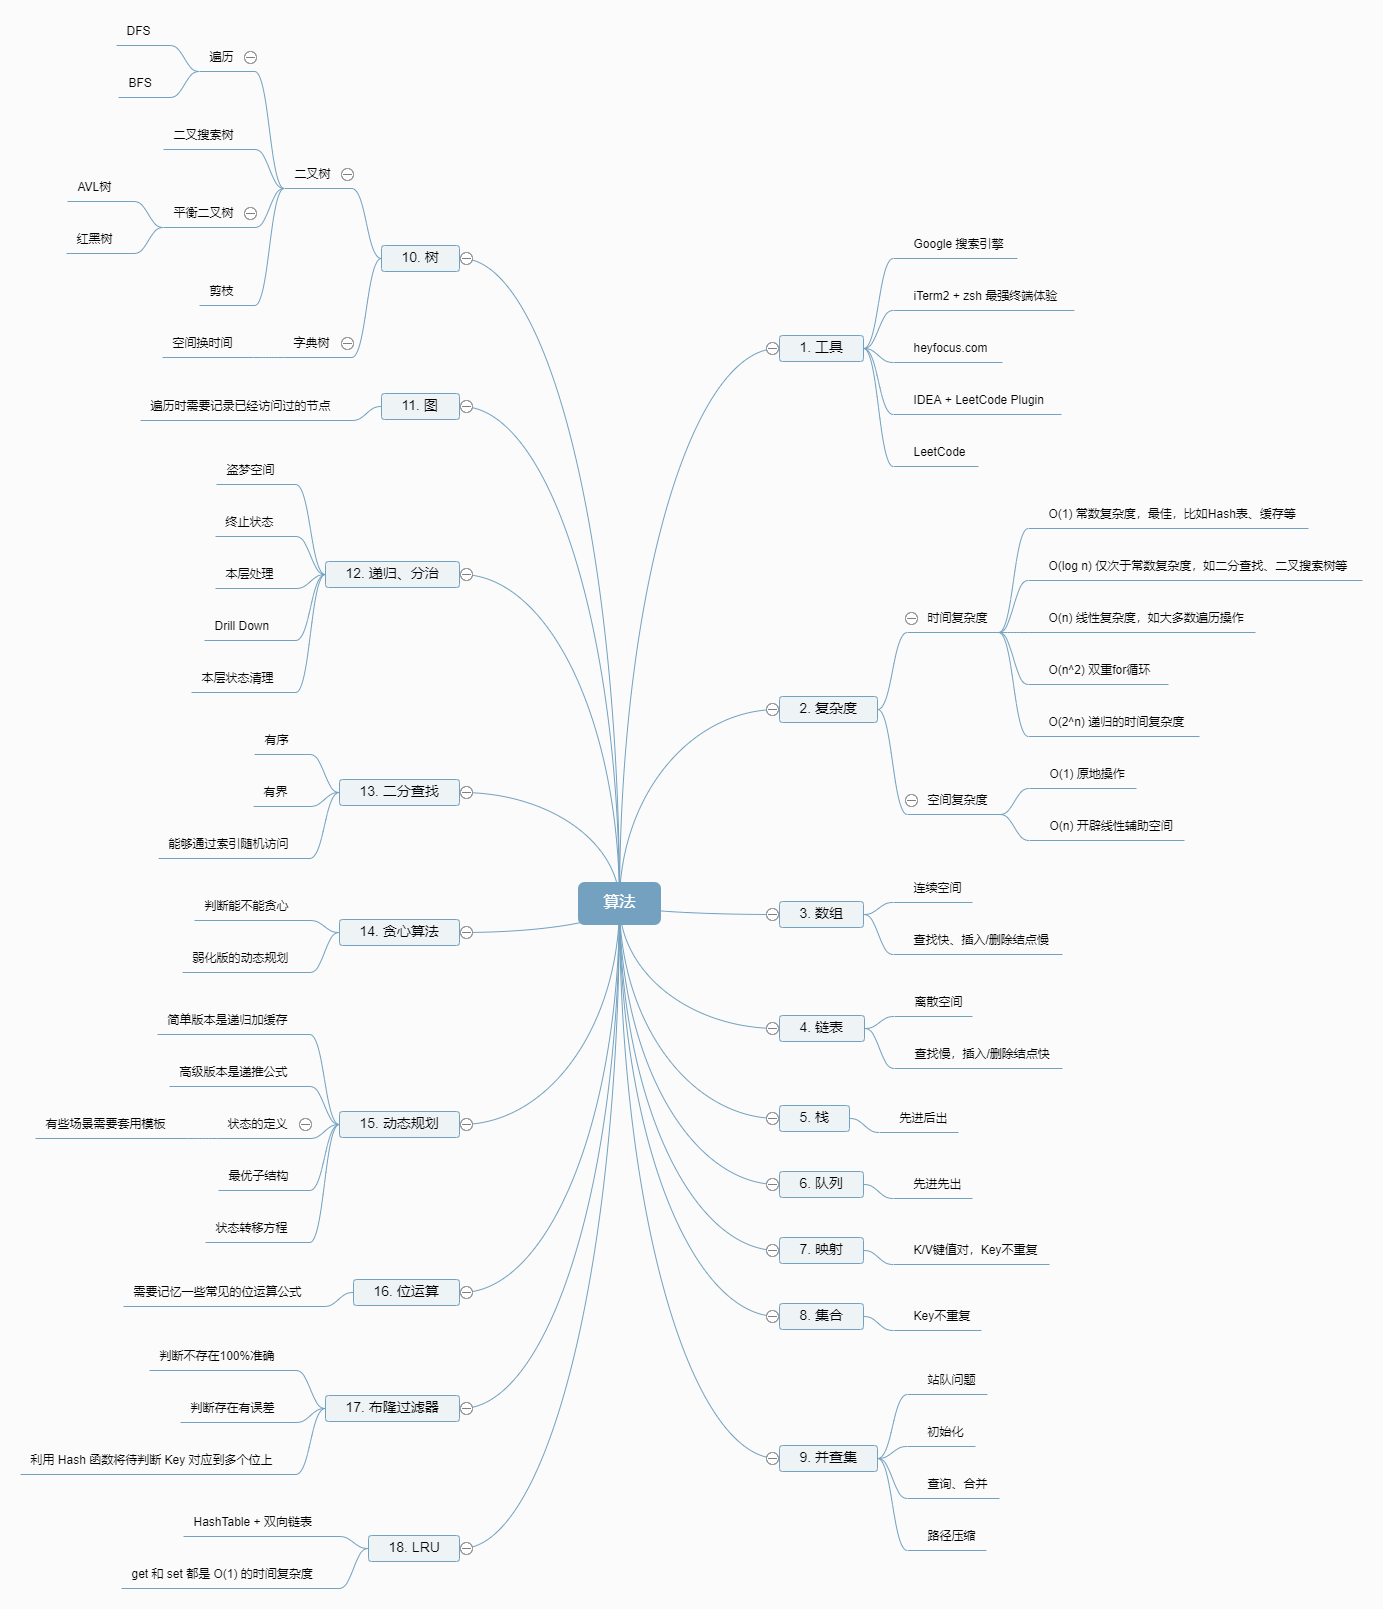 算法
1. 工具
Google 搜索引擎
iTerm2 + zsh 最强终端体验
heyfocus.com
IDEA + LeetCode Plugin
LeetCode
2. 复杂度
时间复杂度
O(1) 常数复杂度，最佳，比如Hash表、缓存等
O(log n) 仅次于常数复杂度，如二分查找、二叉搜索树等
O(n) 线性复杂度，如大多数遍历操作
O(n^2) 双重for循环
O(2^n) 递归的时间复杂度
空间复杂度
O(1) 原地操作
O(n) 开辟线性辅助空间
3. 数组
连续空间
查找快、插入/删除结点慢
4. 链表
离散空间
查找慢，插入/删除结点快
5. 栈
先进后出
6. 队列
先进先出
7. 映射
K/V键值对，Key不重复
8. 集合
Key不重复
9. 并查集
站队问题
初始化
查询、合并
路径压缩
10. 树
二叉树
遍历
DFS
BFS
二叉搜索树
平衡二叉树
AVL树
红黑树
剪枝
字典树
空间换时间
11. 图
遍历时需要记录已经访问过的节点
12. 递归、分治
盗梦空间
终止状态
本层处理
Drill Down
本层状态清理
13. 二分查找
有序
有界
能够通过索引随机访问
14. 贪心算法
判断能不能贪心
弱化版的动态规划
15. 动态规划
简单版本是递归加缓存
高级版本是递推公式
状态的定义
有些场景需要套用模板
最优子结构
状态转移方程
16. 位运算
需要记忆一些常见的位运算公式
17. 布隆过滤器
判断不存在100%准确
判断存在有误差
利用 Hash 函数将待判断 Key 对应到多个位上
18. LRU
HashTable + 双向链表
get 和 set 都是 O(1) 的时间复杂度